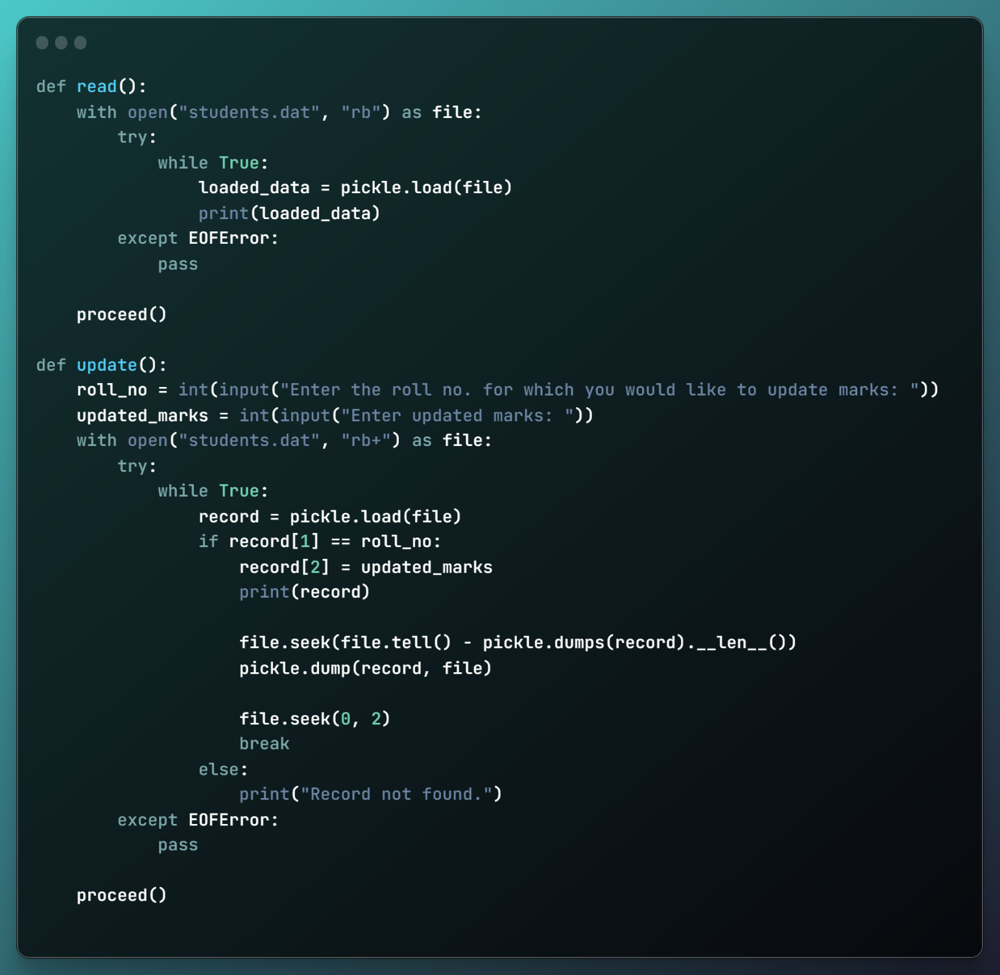 def read():
    with open("students.dat", "rb") as file:
        try:
            while True:
                loaded_data = pickle.load(file)
                print(loaded_data)
        except EOFError:
            pass

    proceed()

def update():
    roll_no = int(input("Enter the roll no. for which you would like to update marks: "))
    updated_marks = int(input("Enter updated marks: "))
    with open("students.dat", "rb+") as file:
        try:
            while True:
                record = pickle.load(file)
                if record[1] == roll_no:
                    record[2] = updated_marks
                    print(record)

                    file.seek(file.tell() - pickle.dumps(record).__len__())
                    pickle.dump(record, file)

                    file.seek(0, 2)
                    break
                else:
                    print("Record not found.")
        except EOFError:
            pass

    proceed()